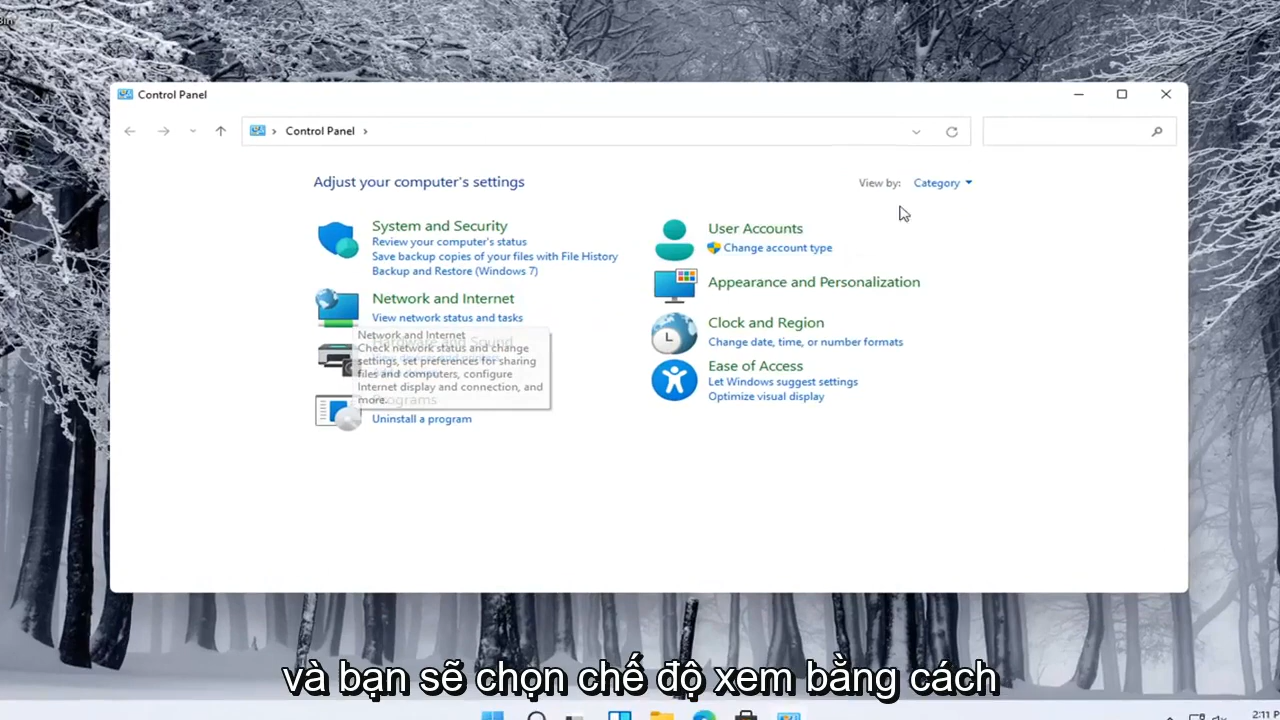 Control Panel
Control Panel
Adjust your computer's settings
View by: Category
System and Security
Review your computer's status
Save backup copies of your files with File History
Backup and Restore (Windows 7)
Network and Internet
View network status and tasks
Network and Internet
Check network status and change
settings, set preferences for sharing
files and computers, configure
Internet display and connection, and
more.
Programs
Uninstall a program
User Accounts
Change account type
Appearance and Personalization
Clock and Region
Change date, time, or number formats
Ease of Access
Let Windows suggest settings
Optimize visual display
và bạn sẽ chọn chế độ xem bằng cách
2:11 PM